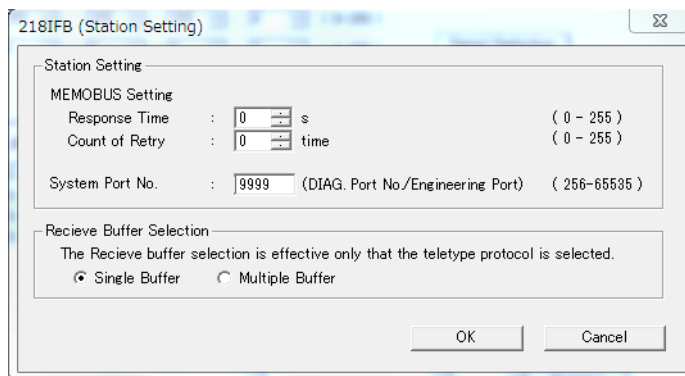 218IFB (Station Setting)
Station Setting
MEMOBUS Setting
Response Time : 0 s ( 0 - 255 )
Count of Retry : 0 time ( 0 - 255 )
System Port No. : 9999 (DIAG. Port No./Engineering Port) ( 256-65535 )
Recieve Buffer Selection
The Recieve buffer selection is effective only that the teletype protocol is selected.
Single Buffer Multiple Buffer
OK Cancel